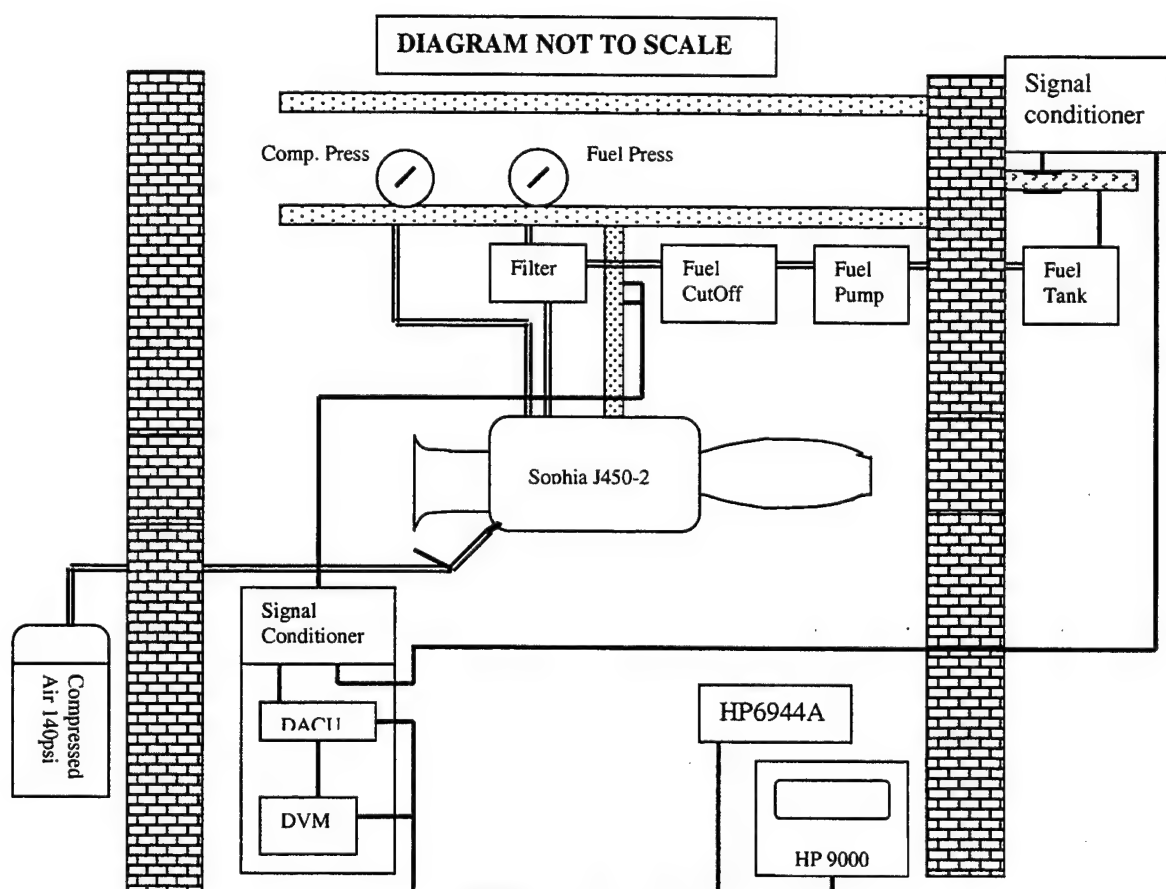 DIAGRAM NOT TO SCALE
Signal
conditioner
Comp. Press
Fuel Press
Filter
Fuel
CutOff
Fuel
Pump
Fuel
Tank
Sophia J450-2
Signal
Conditioner
Compressed
Air 140psi
DACU
HP6944A
DVM
HP 9000